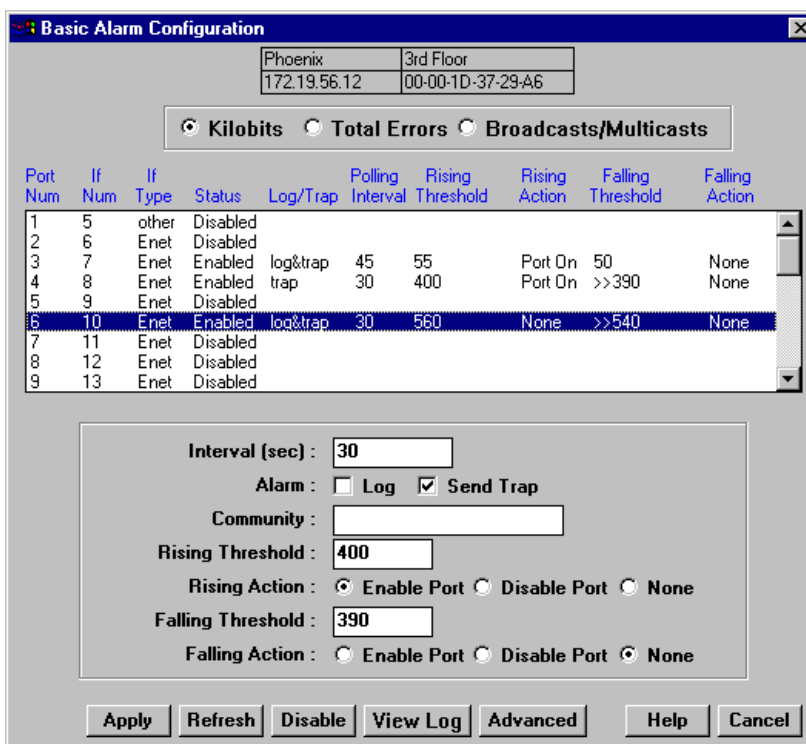 Basic Alarm Configuration
Phoenix 3rd Floor
172.19.56.12 00-00-1D-37-29-A6
Kilobits Total Errors Broadcasts/Multicasts
Port Num If Num If Type Status Log/Trap Polling Interval Rising Threshold Rising Action Falling Threshold Falling Action
1 5 other Disabled
2 6 Enet Disabled
3 7 Enet Enabled log&trap 45 55 Port On 50 None
4 8 Enet Enabled trap 30 400 Port On >>390 None
5 9 Enet Disabled
6 10 Enet Enabled log&trap 30 560 None >>540 None
7 11 Enet Disabled
8 12 Enet Disabled
9 13 Enet Disabled
Interval (sec) : 30
Alarm : Log Send Trap
Community :
Rising Threshold : 400
Rising Action : Enable Port Disable Port None
Falling Threshold : 390
Falling Action : Enable Port Disable Port None
Apply Refresh Disable View Log Advanced Help Cancel